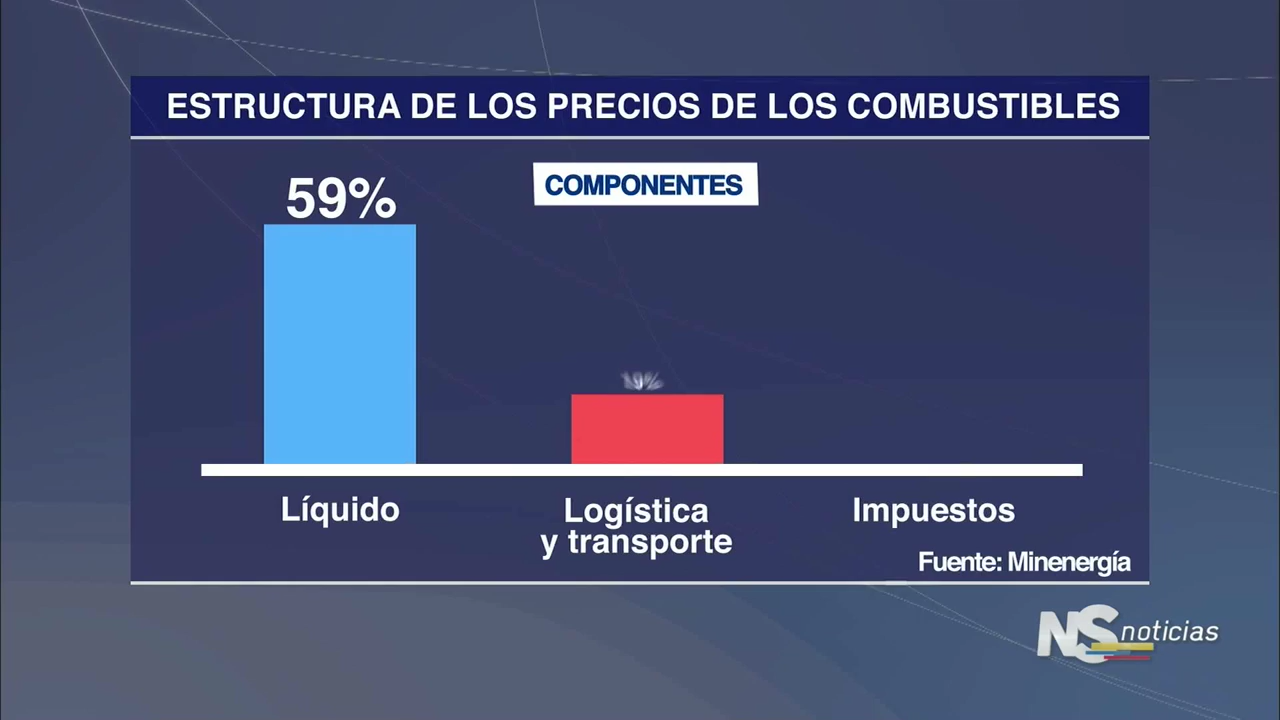 ESTRUCTURA DE LOS PRECIOS DE LOS COMBUSTIBLES
COMPONENTES
59%
Líquido
Logística
y transporte
Impuestos
Fuente: Minenergía
NS noticias